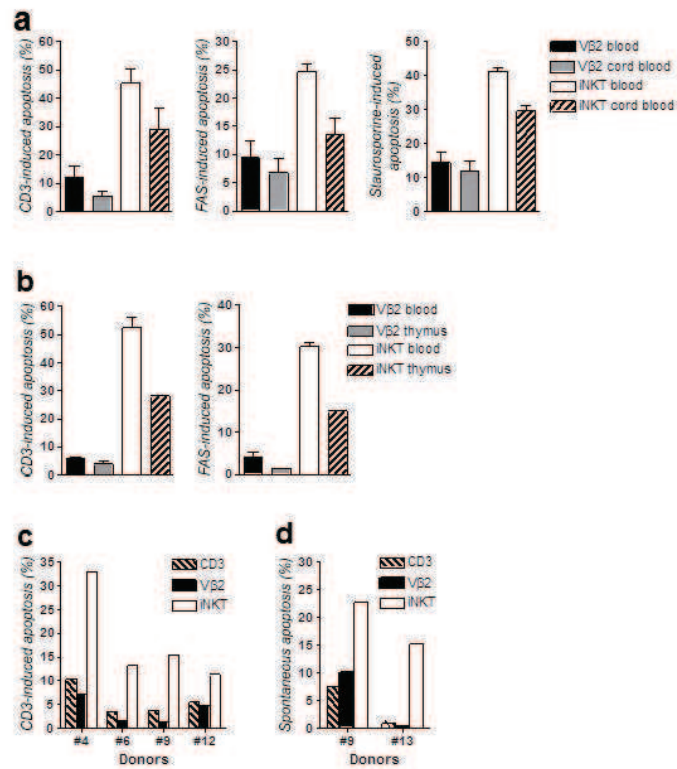 a
CD3-induced apoptosis (%)
60
50
40
30
20
10
0
FAS-induced apoptosis (%)
30
25
20
15
10
5
0
Staurosporine-induced
apoptosis (%)
50
40
30
20
10
0
Vβ2 blood
Vβ2 cord blood
iNKT blood
iNKT cord blood
b
CD3-induced apoptosis (%)
60
50
40
30
20
10
0
FAS-induced apoptosis (%)
40
30
20
10
0
Vβ2 blood
Vβ2 thymus
iNKT blood
iNKT thymus
c
CD3-induced apoptosis (%)
35
30
25
20
15
10
5
0
CD3
Vβ2
iNKT
#4 #6 #9 #12
Donors
d
Spontaneous apoptosis (%)
30
25
20
15
10
5
0
CD3
Vβ2
iNKT
#9 #13
Donors